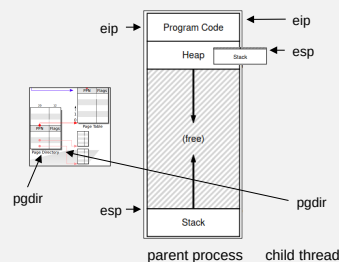 eip
Program Code
eip
Heap
Stack
esp
PPN
Flags
Page Table
PPN
Flags
Page Directory
(free)
pgdir
pgdir
esp
Stack
parent process
child thread